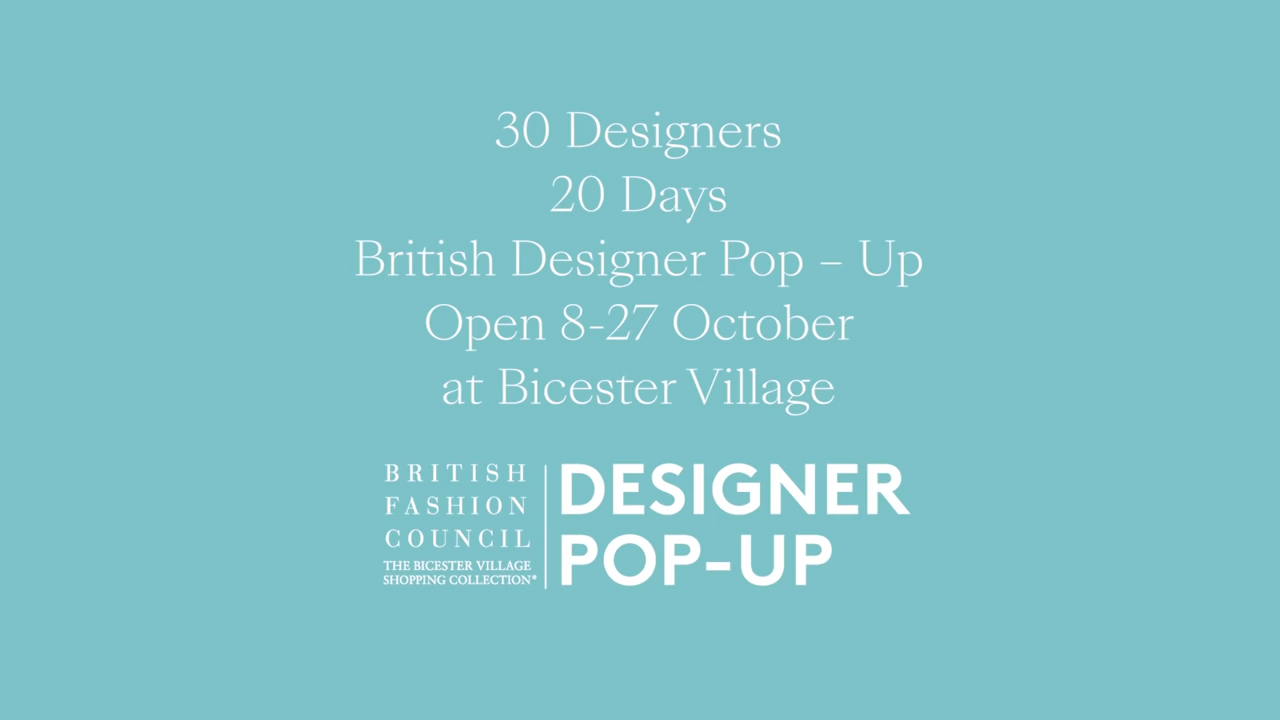 30 Designers
20 Days
British Designer Pop – Up
Open 8-27 October
at Bicester Village
BRITISH
FASHION
COUNCIL
THE BICESTER VILLAGE
SHOPPING COLLECTION®
DESIGNER
POP-UP